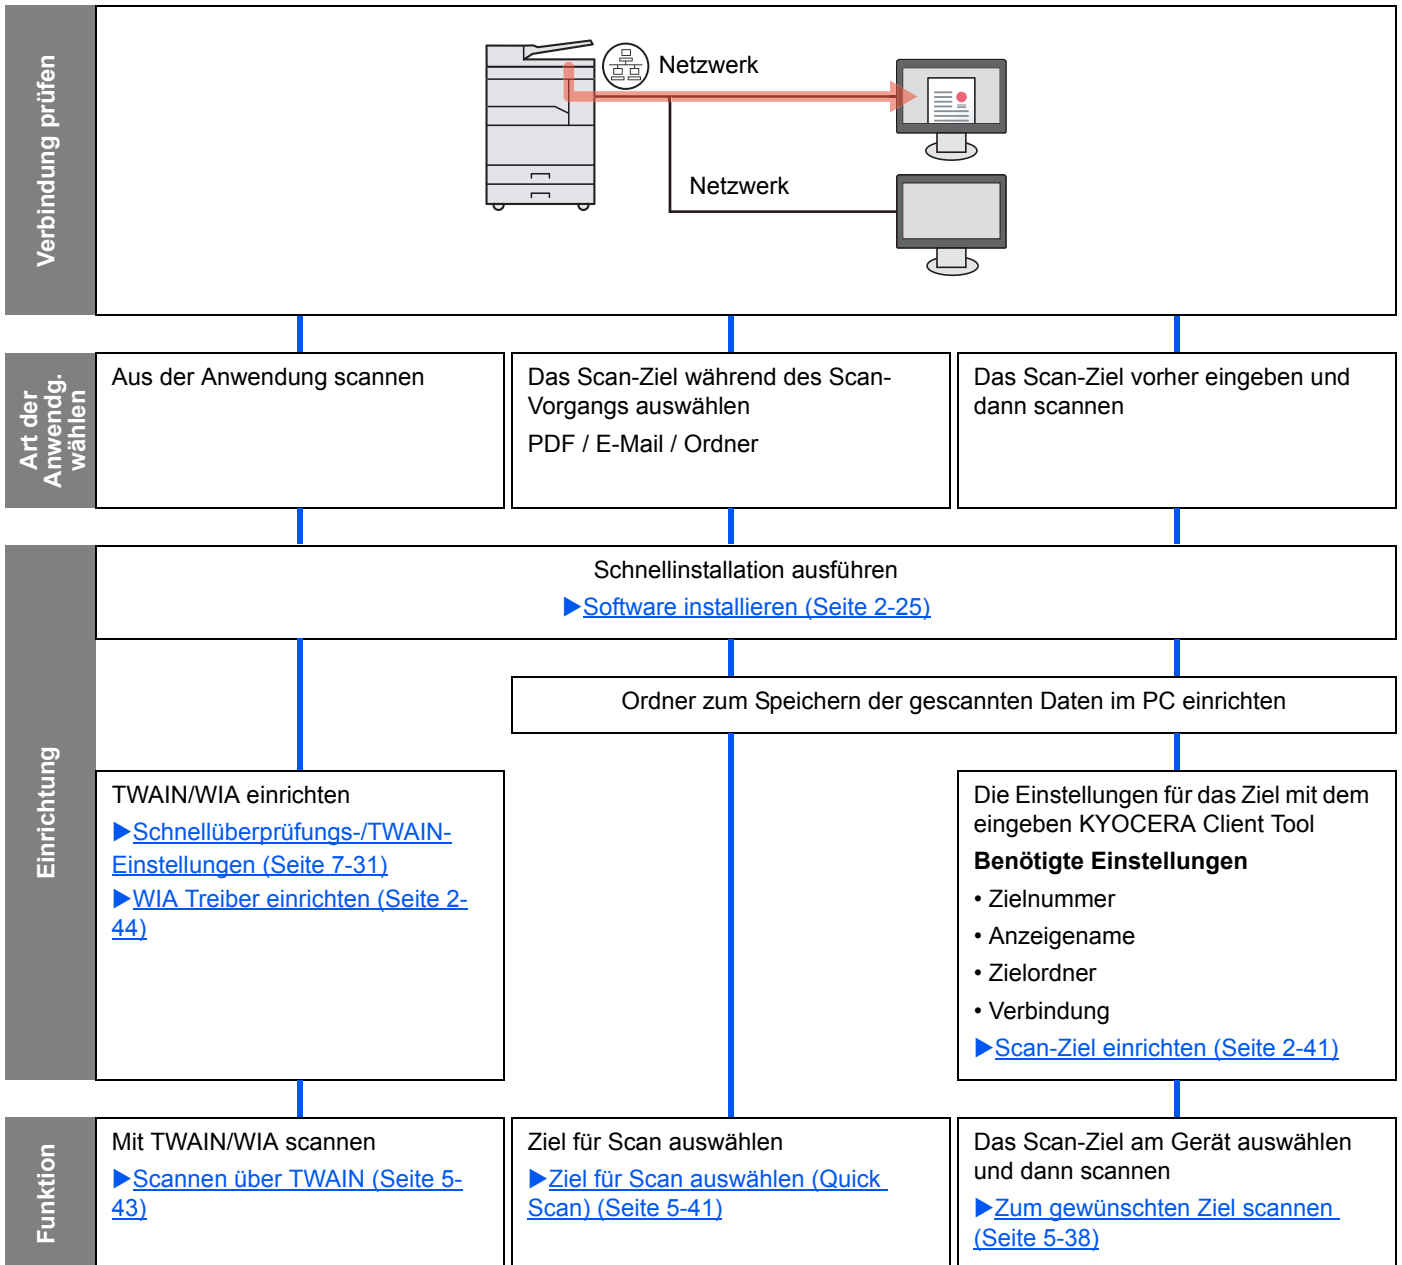 Verbindung prüfen
Netzwerk
Netzwerk
Art der
Anwendg.
wählen
Aus der Anwendung scannen
Das Scan-Ziel während des Scan-
Vorgangs auswählen
PDF / E-Mail / Ordner
Das Scan-Ziel vorher eingeben und
dann scannen
Einrichtung
Schnellinstallation ausführen
▶Software installieren (Seite 2-25)
Ordner zum Speichern der gescannten Daten im PC einrichten
TWAIN/WIA einrichten
▶Schnellüberprüfungs-/TWAIN-
Einstellungen (Seite 7-31)
▶WIA Treiber einrichten (Seite 2-
44)
Die Einstellungen für das Ziel mit dem
eingeben KYOCERA Client Tool
Benötigte Einstellungen
• Zielnummer
• Anzeigename
• Zielordner
• Verbindung
▶Scan-Ziel einrichten (Seite 2-41)
Funktion
Mit TWAIN/WIA scannen
▶Scannen über TWAIN (Seite 5-
43)
Ziel für Scan auswählen
▶Ziel für Scan auswählen (Quick
Scan) (Seite 5-41)
Das Scan-Ziel am Gerät auswählen
und dann scannen
▶Zum gewünschten Ziel scannen
(Seite 5-38)